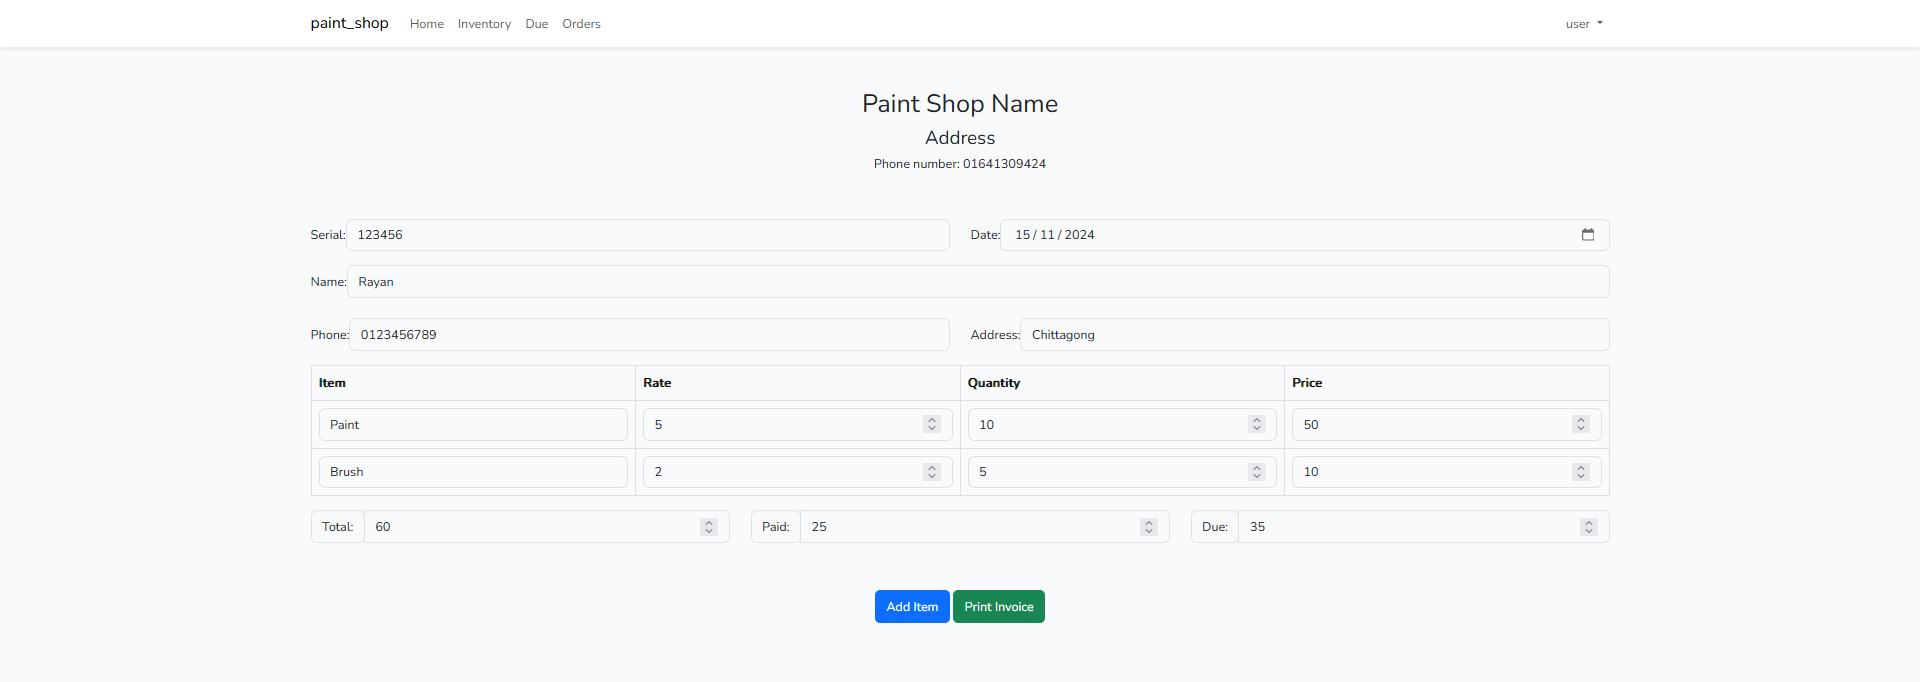 paint_shop Home Inventory Due Orders user
Paint Shop Name
Address
Phone number: 01641309424
Serial: 123456 Date: 15 / 11 / 2024
Name: Rayan
Phone: 0123456789 Address: Chittagong
Item Rate Quantity Price
Paint 5 10 50
Brush 2 5 10
Total: 60 Paid: 25 Due: 35
Add Item Print Invoice